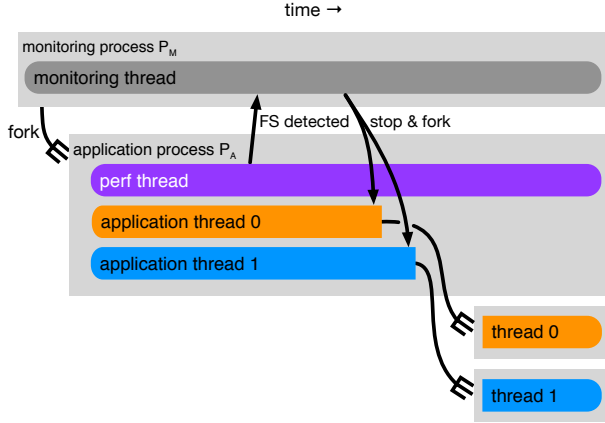 time →
monitoring process PM
monitoring thread
FS detected
stop & fork
fork
application process PA
perf thread
application thread 0
application thread 1
thread 0
thread 1